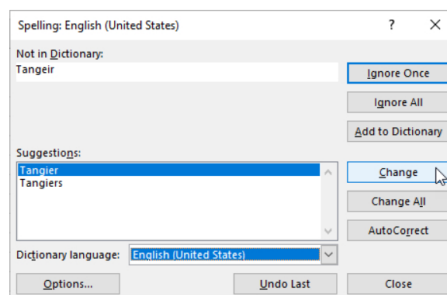 Spelling: English (United States) ? ×
Not in Dictionary:
Tangeir
Ignore Once
Ignore All
Add to Dictionary
Suggestions:
Tangier
Tangiers
Change
Change All
AutoCorrect
Dictionary language: English (United States)
Options... Undo Last Close